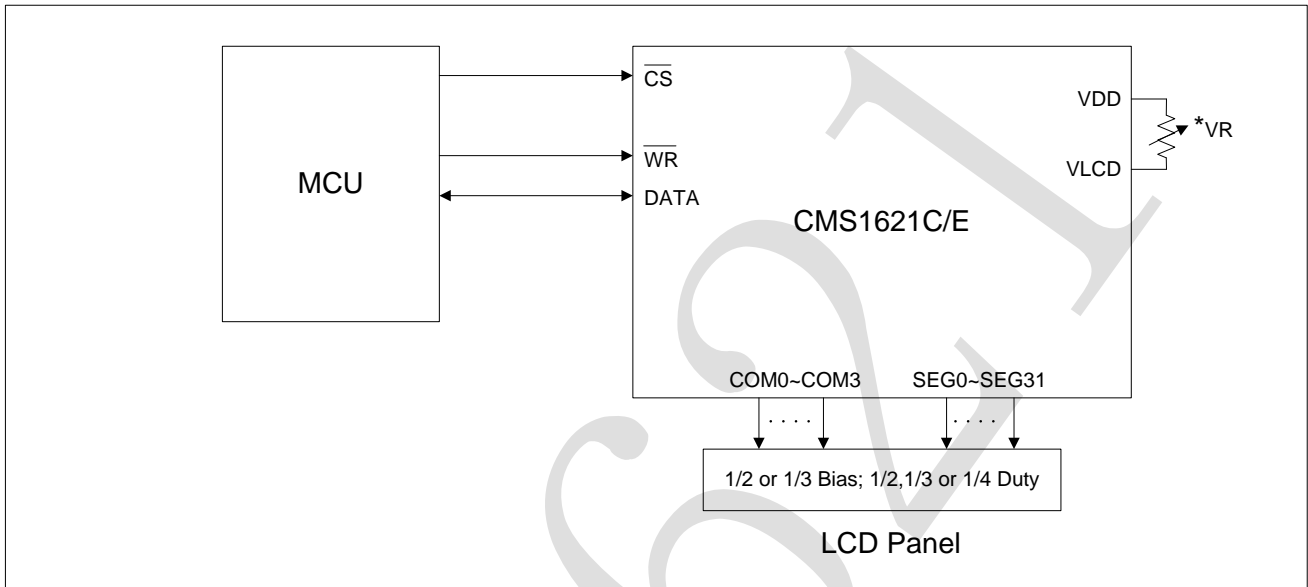 MCU
CS
WR
DATA
CMS1621C/E
VDD
*VR
VLCD
COM0~COM3 SEG0~SEG31
. . . . . . . .
1/2 or 1/3 Bias; 1/2,1/3 or 1/4 Duty
LCD Panel